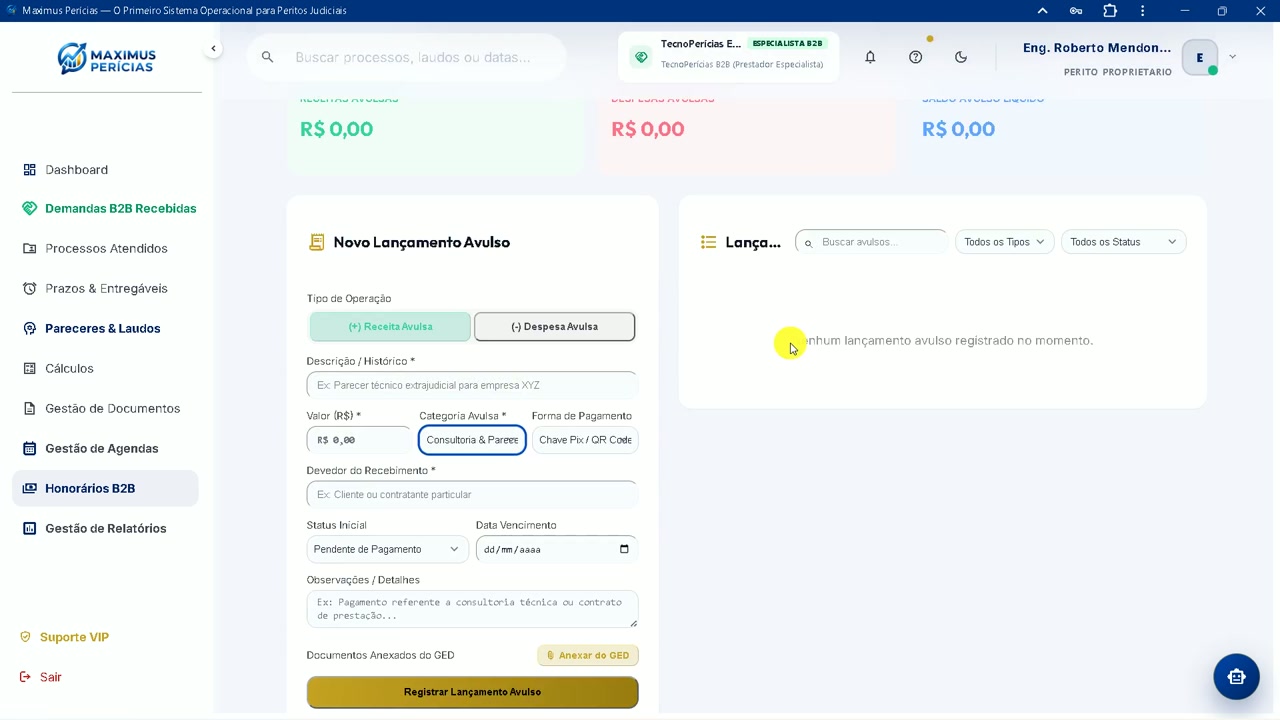 Maximus Perícias — O Primeiro Sistema Operacional para Peritos Judiciais
MAXIMUS
PERÍCIAS
Buscar processos, laudos ou datas...
TecnoPerícias E... ESPECIALISTA B2B
TecnoPerícias B2B (Prestador Especialista)
Eng. Roberto Mendon...
PERITO PROPRIETARIO
E
Dashboard
Demandas B2B Recebidas
Processos Atendidos
Prazos & Entregáveis
Pareceres & Laudos
Cálculos
Gestão de Documentos
Gestão de Agendas
Honorários B2B
Gestão de Relatórios
Suporte VIP
Sair
RECEITAS AVULSAS
R$ 0,00
DESPESAS AVULSAS
R$ 0,00
SALDO AVULSO LÍQUIDO
R$ 0,00
Novo Lançamento Avulso
Tipo de Operação
(+) Receita Avulsa
(-) Despesa Avulsa
Descrição / Histórico *
Ex: Parecer técnico extrajudicial para empresa XYZ
Valor (R$) * Categoria Avulsa * Forma de Pagamento
R$ 0,00 Consultoria & Parece Chave Pix / QR Code
Devedor do Recebimento *
Ex: Cliente ou contratante particular
Status Inicial Data Vencimento
Pendente de Pagamento dd/mm/aaaa
Observações / Detalhes
Ex: Pagamento referente a consultoria técnica ou contrato
de prestação...
Documentos Anexados do GED Anexar do GED
Registrar Lançamento Avulso
Lança... Buscar avulsos... Todos os Tipos Todos os Status
enhum lançamento avulso registrado no momento.